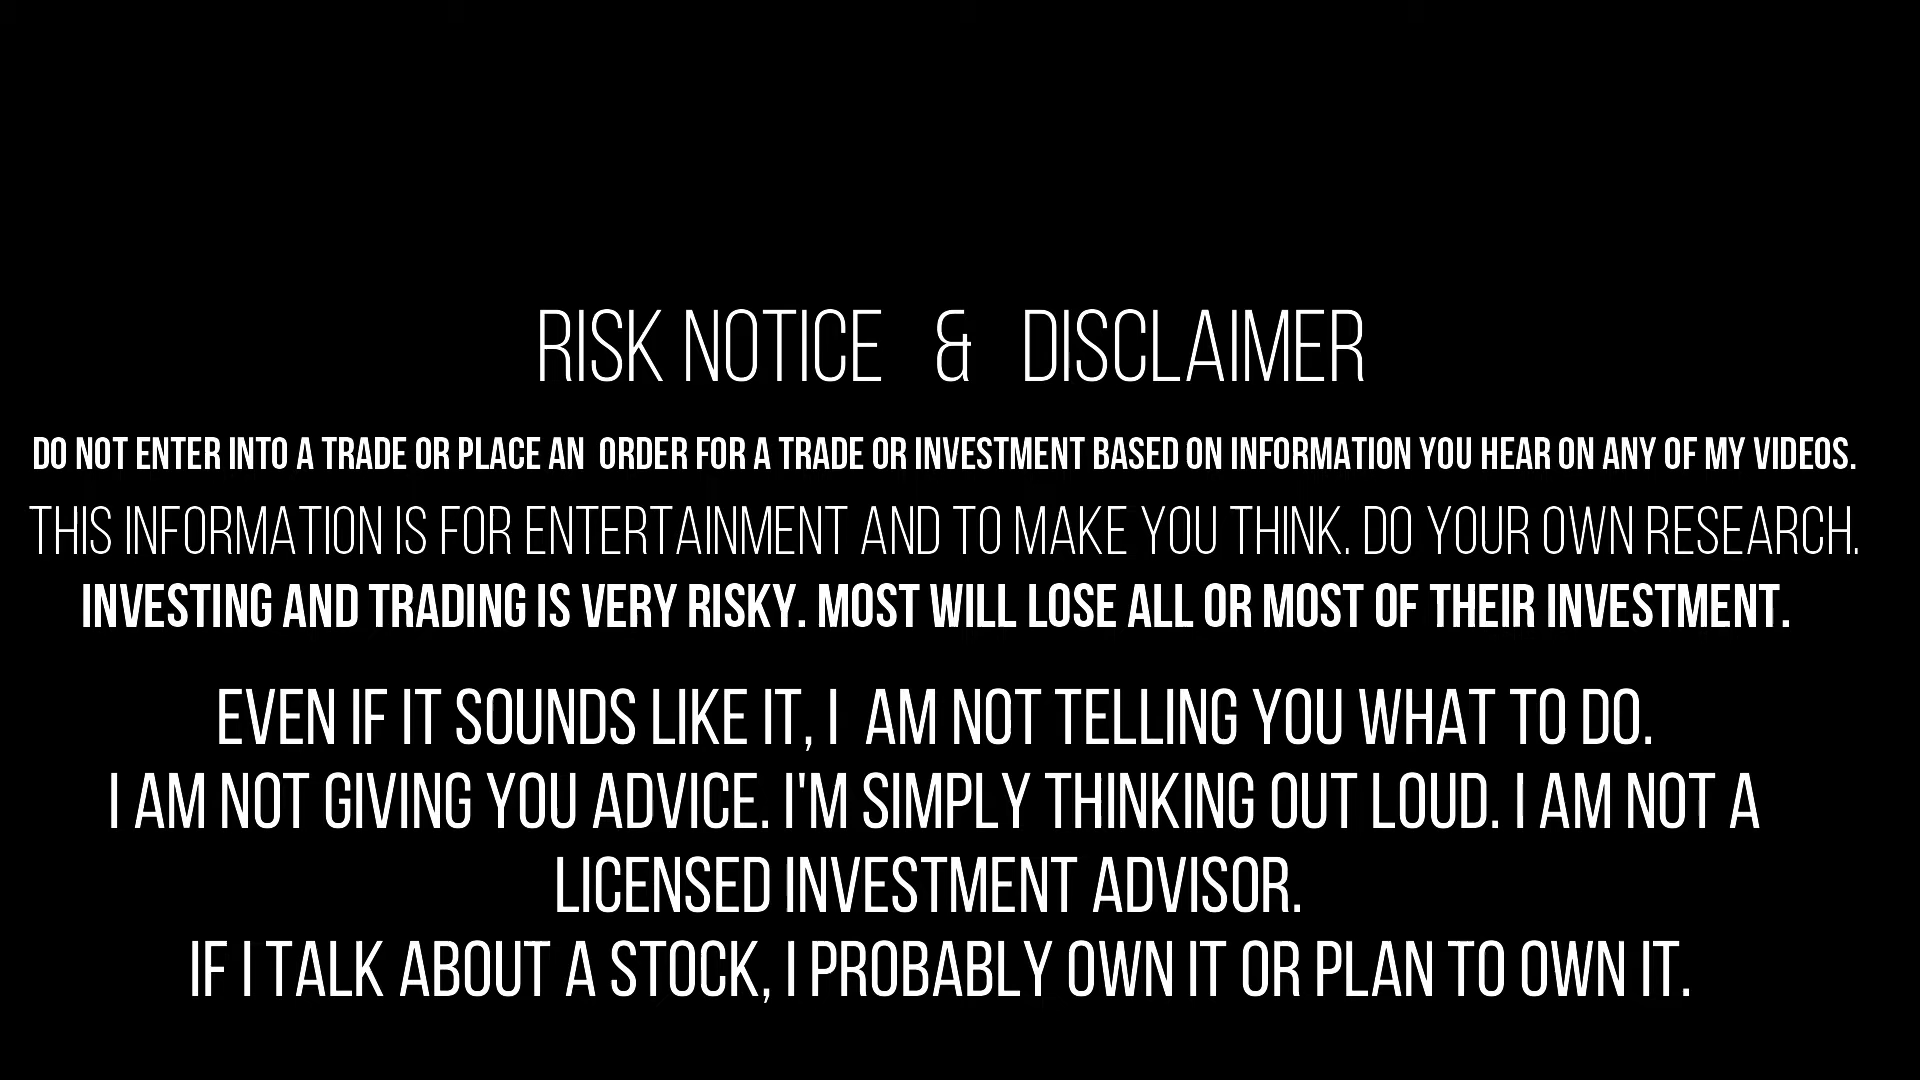 RISK NOTICE & DISCLAIMER
DO NOT ENTER INTO A TRADE OR PLACE AN ORDER FOR A TRADE OR INVESTMENT BASED ON INFORMATION YOU HEAR ON ANY OF MY VIDEOS.
THIS INFORMATION IS FOR ENTERTAINMENT AND TO MAKE YOU THINK. DO YOUR OWN RESEARCH.
INVESTING AND TRADING IS VERY RISKY. MOST WILL LOSE ALL OR MOST OF THEIR INVESTMENT.
EVEN IF IT SOUNDS LIKE IT, I AM NOT TELLING YOU WHAT TO DO.
I AM NOT GIVING YOU ADVICE. I'M SIMPLY THINKING OUT LOUD. I AM NOT A
LICENSED INVESTMENT ADVISOR.
IF I TALK ABOUT A STOCK, I PROBABLY OWN IT OR PLAN TO OWN IT.